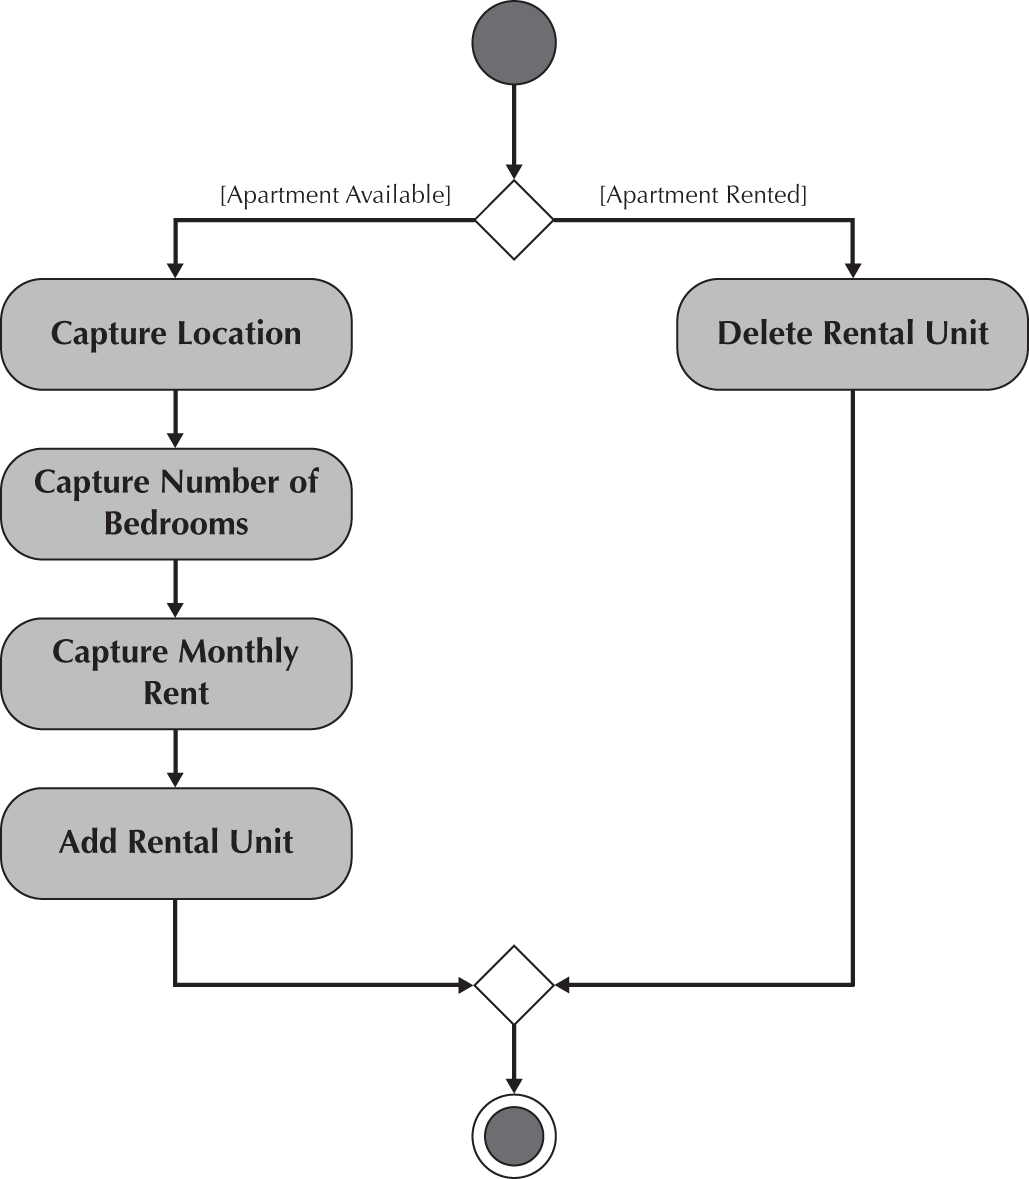 [Apartment Available]
[Apartment Rented]
Capture Location
Delete Rental Unit
Capture Number of
Bedrooms
Capture Monthly
Rent
Add Rental Unit